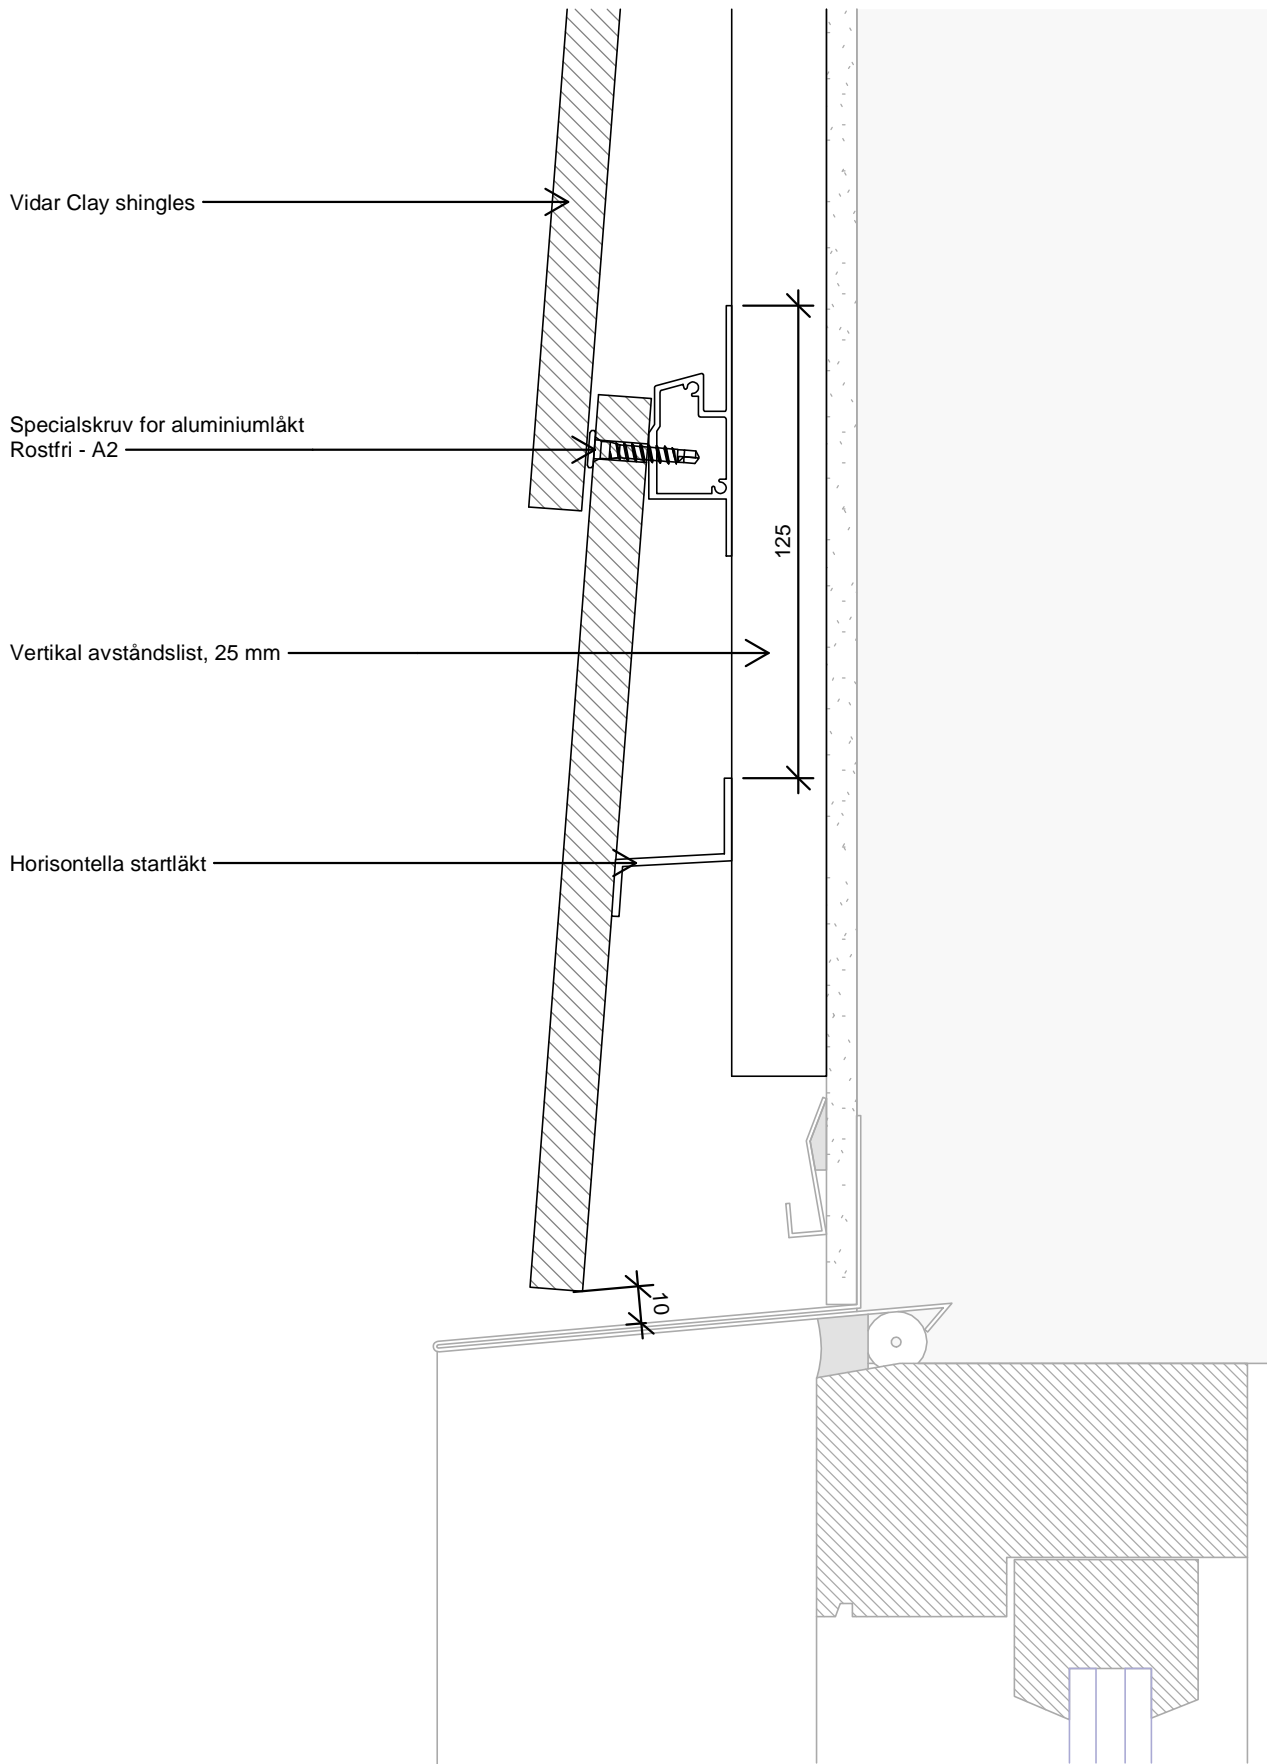 Vidar Clay shingles
Specialskruv for aluminiumlåkt
Rostfri - A2
125
Vertikal avståndslist, 25 mm
Horisontella startläkt
10